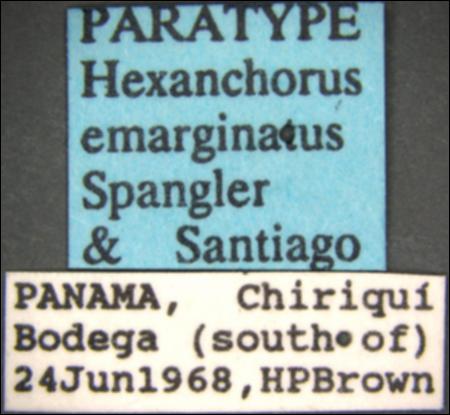 PARATYPE
Hexanchorus
emarginatus
Spangler
& Santiago
PANAMA, Chiriquí
Bodega (south of)
24Jun1968,HPBrown